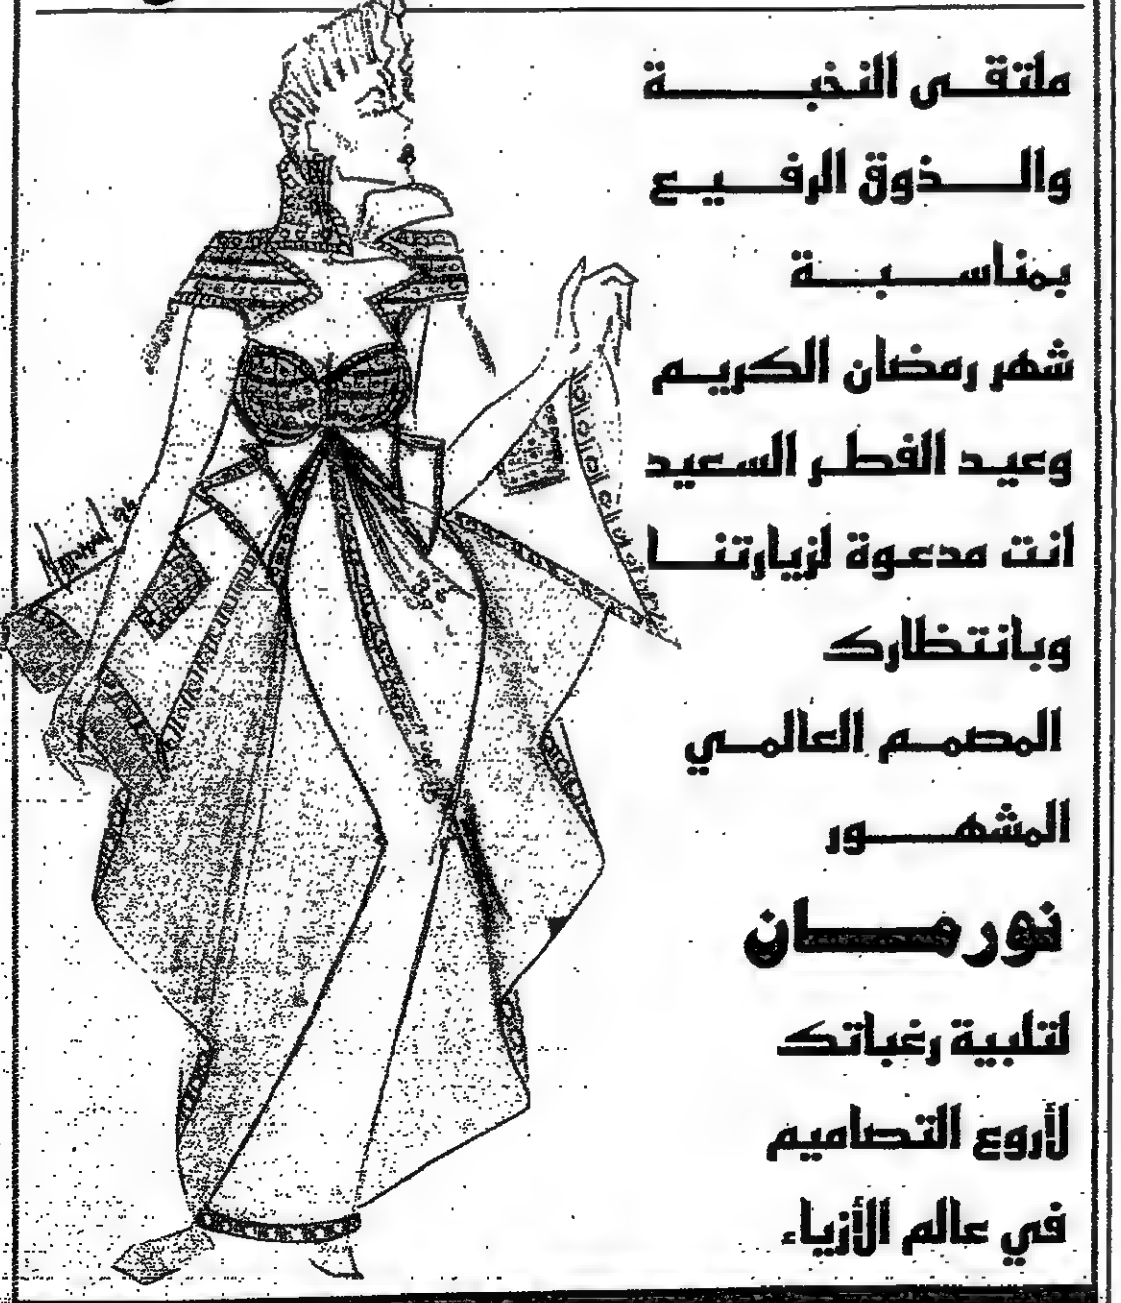 ملتقى النخبة
والذوق الرفيع
بمناسبة
شهر رمضان الكريم
وعيد الفطر السعيد
انت مدعوة لزيارتنا
وبانتظارك
المصمم العالمي
المشهور
نورمان
لتلبية رغباتك
لأروع التصاميم
في عالم الأزياء